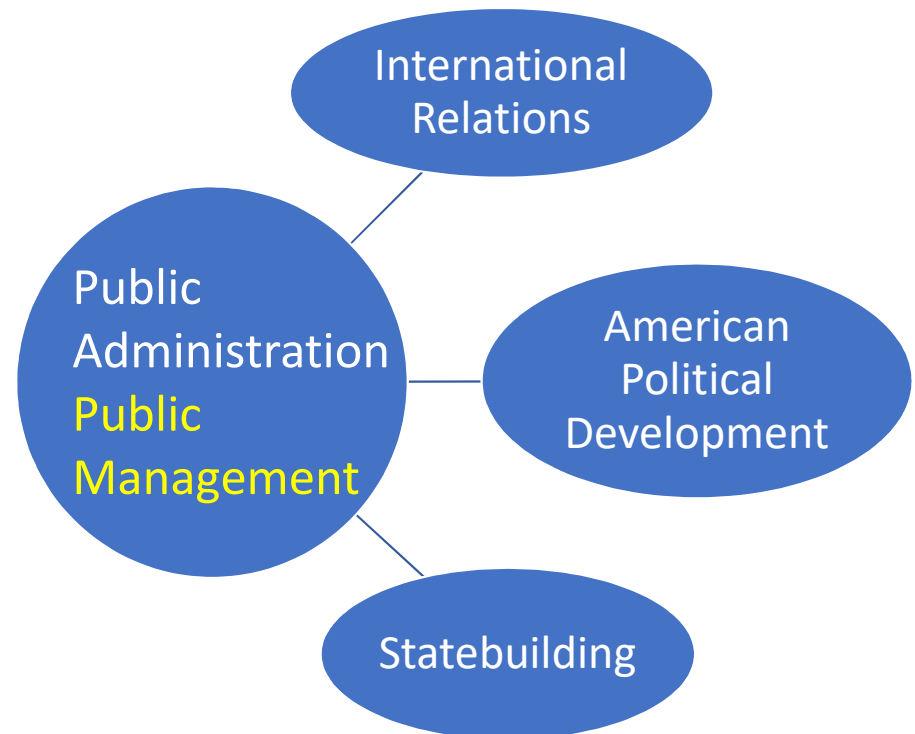 International
Relations
Public
Administration
Public
Management
American
Political
Development
Statebuilding